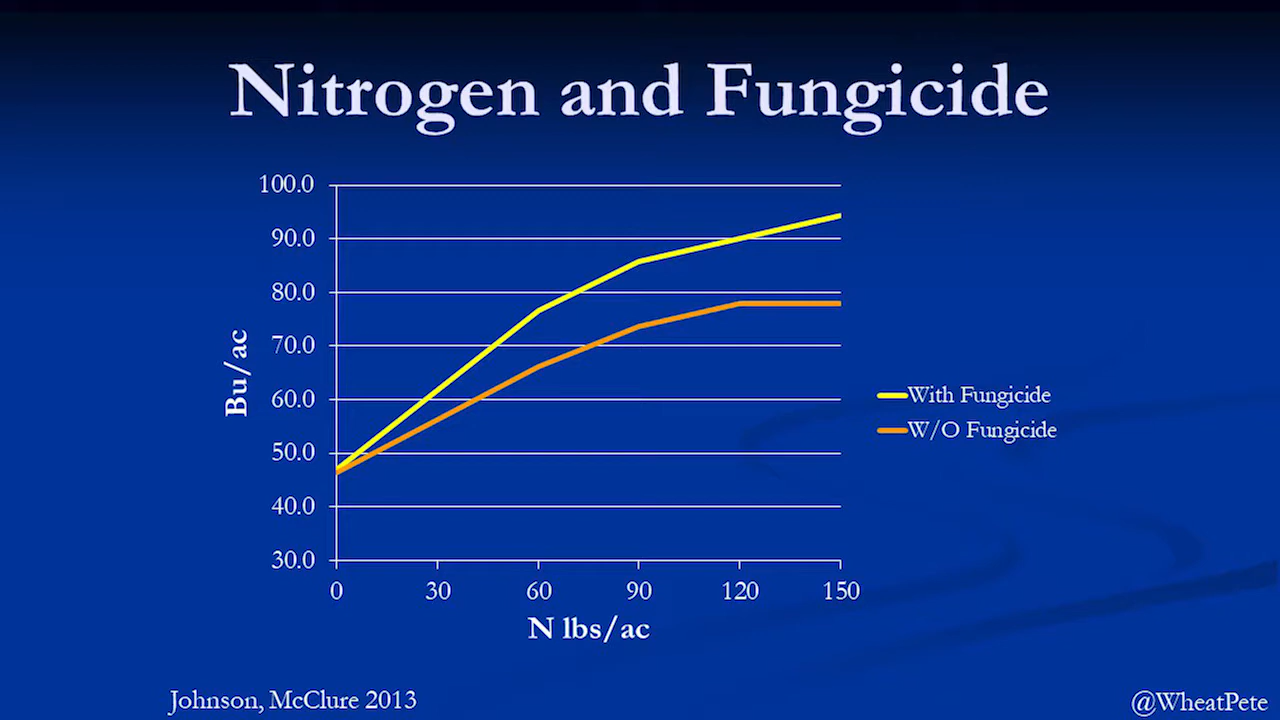 Nitrogen and Fungicide
100.0
90.0
80.0
70.0
60.0
50.0
40.0
30.0
Bu/ac
0 30 60 90 120 150
N lbs/ac
With Fungicide
W/O Fungicide
Johnson, McClure 2013
@WheatPete